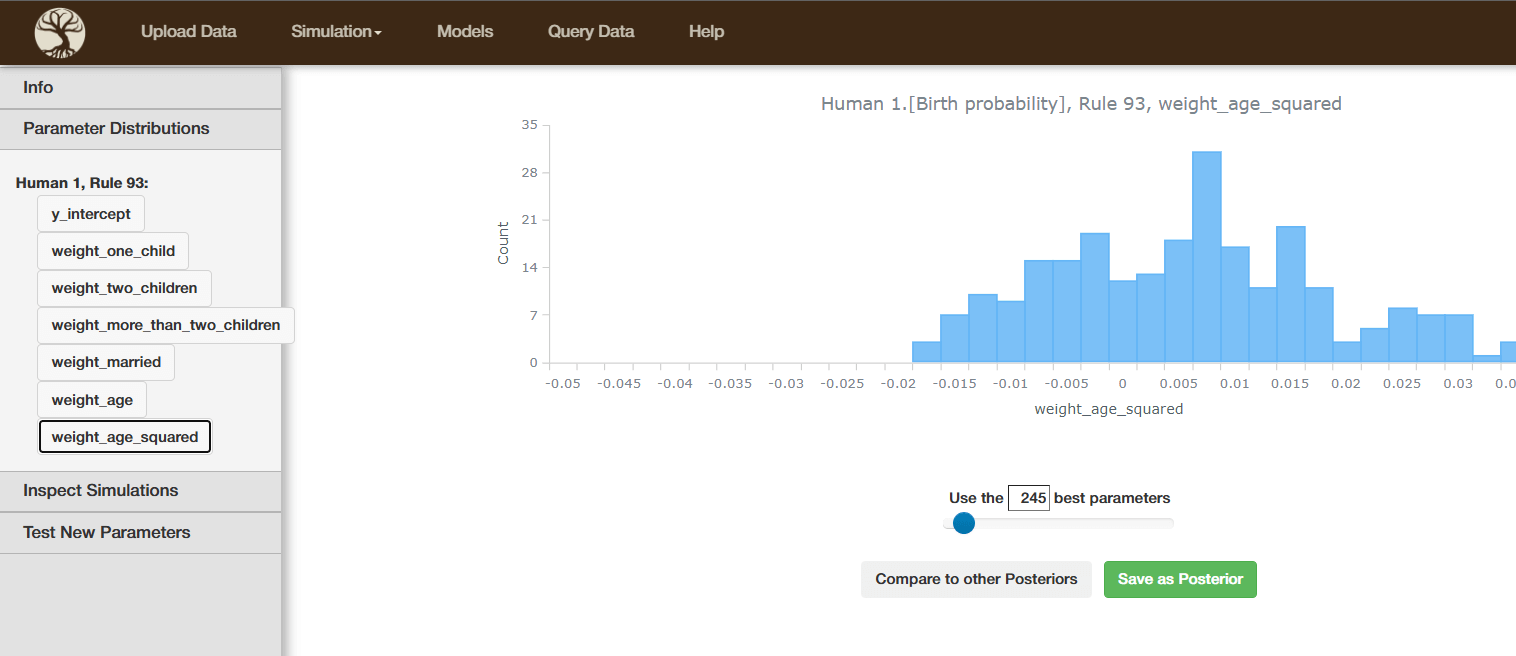 Upload Data Simulation Models Query Data Help
Info
Parameter Distributions
Human 1, Rule 93:
y_intercept
weight_one_child
weight_two_children
weight_more_than_two_children
weight_married
weight_age
weight_age_squared
Inspect Simulations
Test New Parameters
Human 1.[Birth probability], Rule 93, weight_age_squared
Count
35
28
21
14
7
0
-0.05 -0.045 -0.04 -0.035 -0.03 -0.025 -0.02 -0.015 -0.01 -0.005 0 0.005 0.01 0.015 0.02 0.025 0.03
weight_age_squared
Use the 245 best parameters
Compare to other Posteriors Save as Posterior